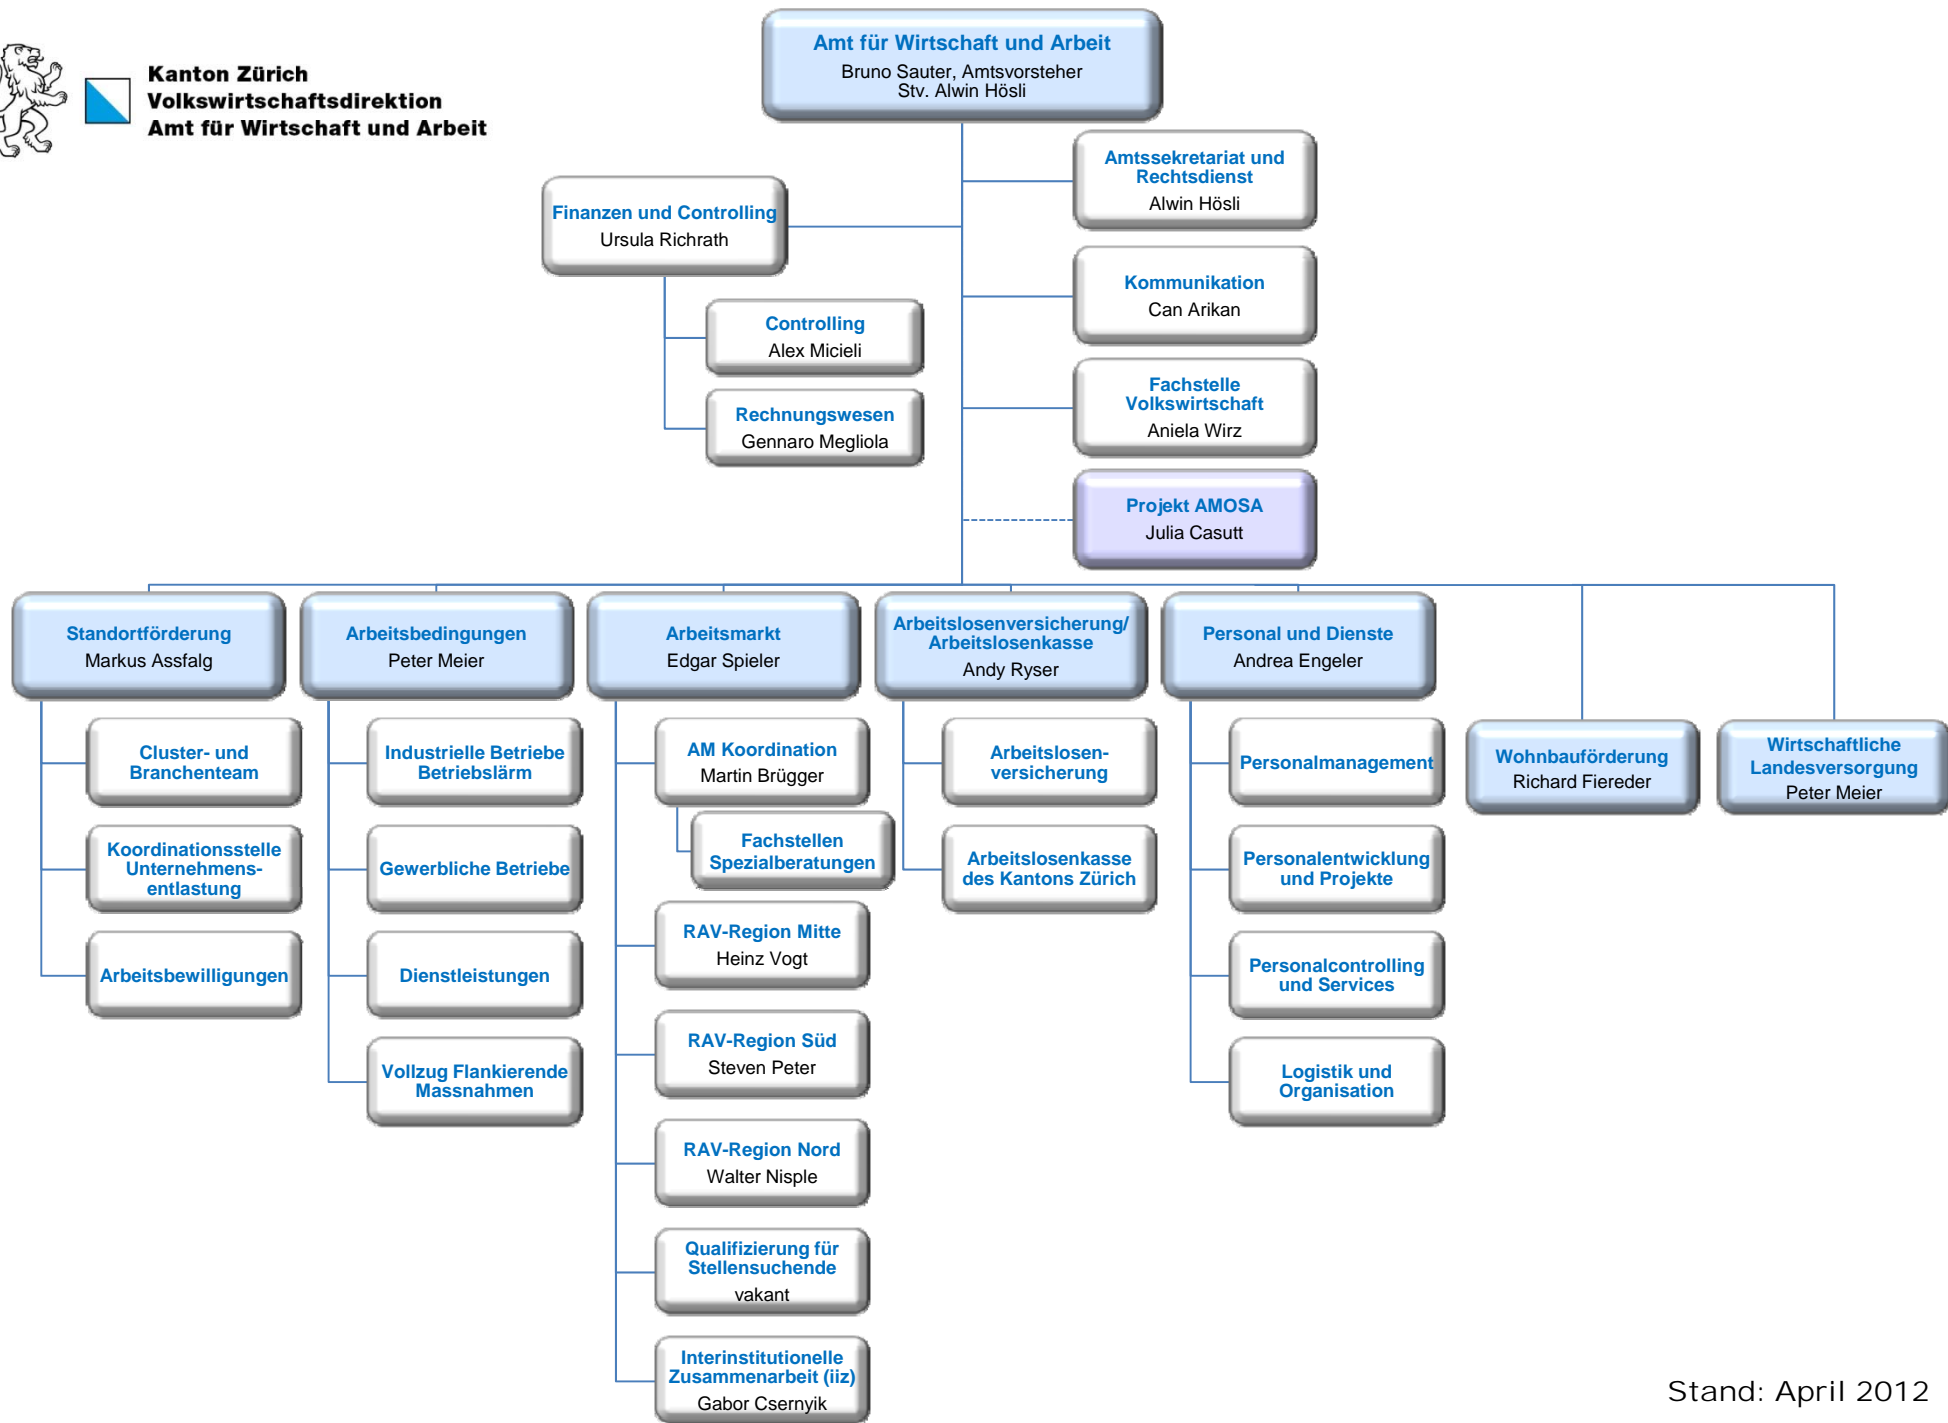 Kanton Zürich
Volkswirtschaftsdirektion
Amt für Wirtschaft und Arbeit
Amt für Wirtschaft und Arbeit
Bruno Sauter, Amtsvorsteher
Stv. Alwin Hösli
Amtssekretariat und
Rechtsdienst
Alwin Hösli
Finanzen und Controlling
Ursula Richrath
Kommunikation
Can Arikan
Controlling
Alex Micieli
Fachstelle
Volkswirtschaft
Aniela Wirz
Rechnungswesen
Gennaro Megliola
Projekt AMOSA
Julia Casutt
Standortförderung
Markus Assfalg
Cluster- und
Branchenteam
Koordinationsstelle
Unternehmens-
entlastung
Arbeitsbewilligungen
Arbeitsbedingungen
Peter Meier
Industrielle Betriebe
Betriebslärm
Gewerbliche Betriebe
Dienstleistungen
Vollzug Flankierende
Massnahmen
Arbeitsmarkt
Edgar Spieler
AM Koordination
Martin Brügger
Fachstellen
Spezialberatungen
RAV-Region Mitte
Heinz Vogt
RAV-Region Süd
Steven Peter
RAV-Region Nord
Walter Nisple
Qualifizierung für
Stellensuchende
vakant
Interinstitutionelle
Zusammenarbeit (iiz)
Gabor Csernyik
Arbeitslosenversicherung/
Arbeitslosenkasse
Andy Ryser
Arbeitslosen-
versicherung
Arbeitslosenkasse
des Kantons Zürich
Personal und Dienste
Andrea Engeler
Personalmanagement
Personalentwicklung
und Projekte
Personalcontrolling
und Services
Logistik und
Organisation
Wohnbauförderung
Richard Fiereder
Wirtschaftliche
Landesversorgung
Peter Meier
Stand: April 2012